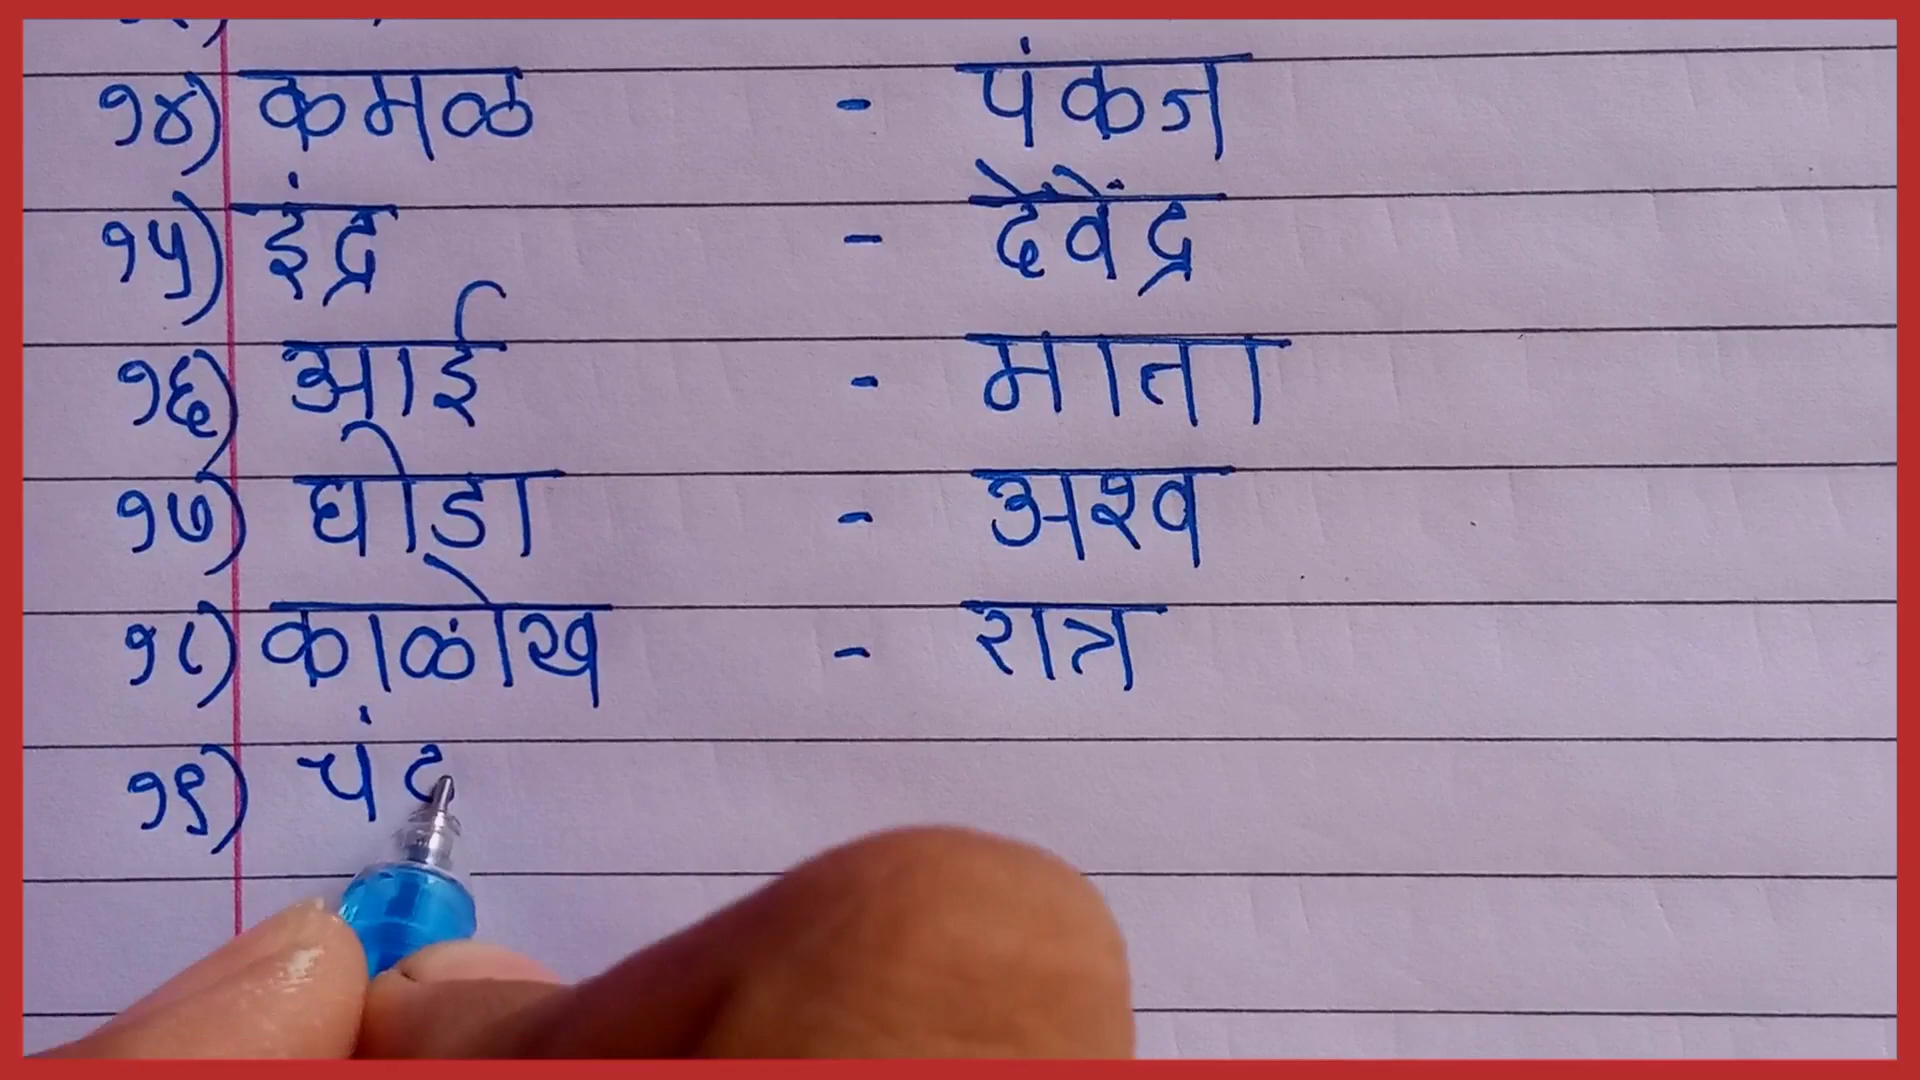 १४) कमळ - पंकज
१५) इंद्र - देवेंद्र
१६) आई - माता
१७) घोडा - अश्व
१८) काळोख - रात्र
१९) चं